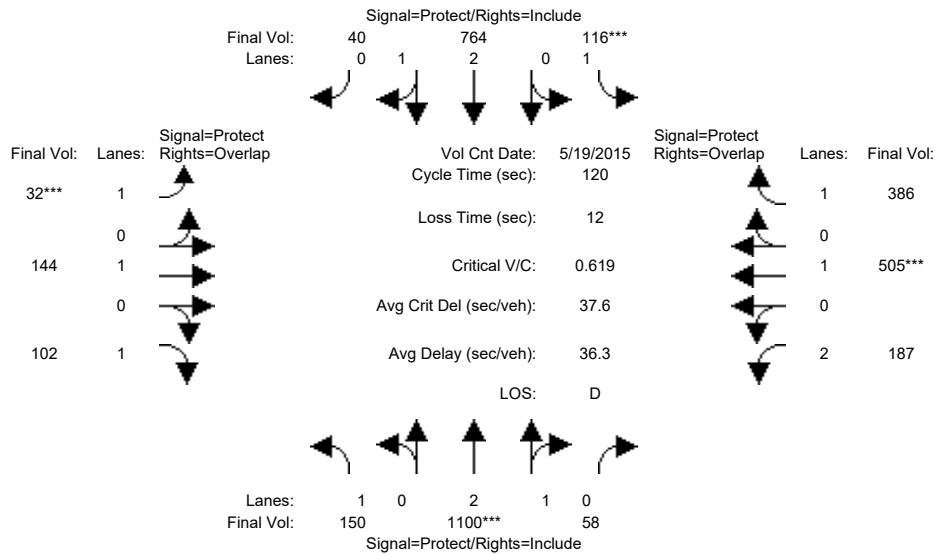 Signal=Protect/Rights=Include
Final Vol: 40 764 116***
Lanes: 0 1 2 0 1
Signal=Protect Signal=Protect
Final Vol: Lanes: Rights=Overlap Vol Cnt Date: 5/19/2015 Rights=Overlap Lanes: Final Vol:
Cycle Time (sec): 120
32*** 1 1 386
Loss Time (sec): 12
0 0
144 1 Critical V/C: 0.619 1 505***
0 Avg Crit Del (sec/veh): 37.6 0
102 1 Avg Delay (sec/veh): 36.3 2 187
LOS: D
Lanes: 1 0 2 1 0
Final Vol: 150 1100*** 58
Signal=Protect/Rights=Include